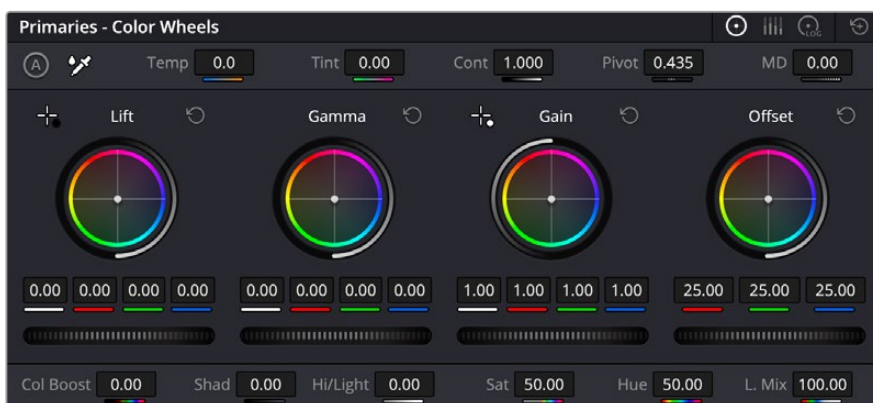 Primaries - Color Wheels
LOG
A Temp 0.0 Tint 0.00 Cont 1.000 Pivot 0.435 MD 0.00
Lift Gamma Gain Offset
0.00 0.00 0.00 0.00 0.00 0.00 0.00 0.00 1.00 1.00 1.00 1.00 25.00 25.00 25.00
Col Boost 0.00 Shad 0.00 Hi/Light 0.00 Sat 50.00 Hue 50.00 L. Mix 100.00